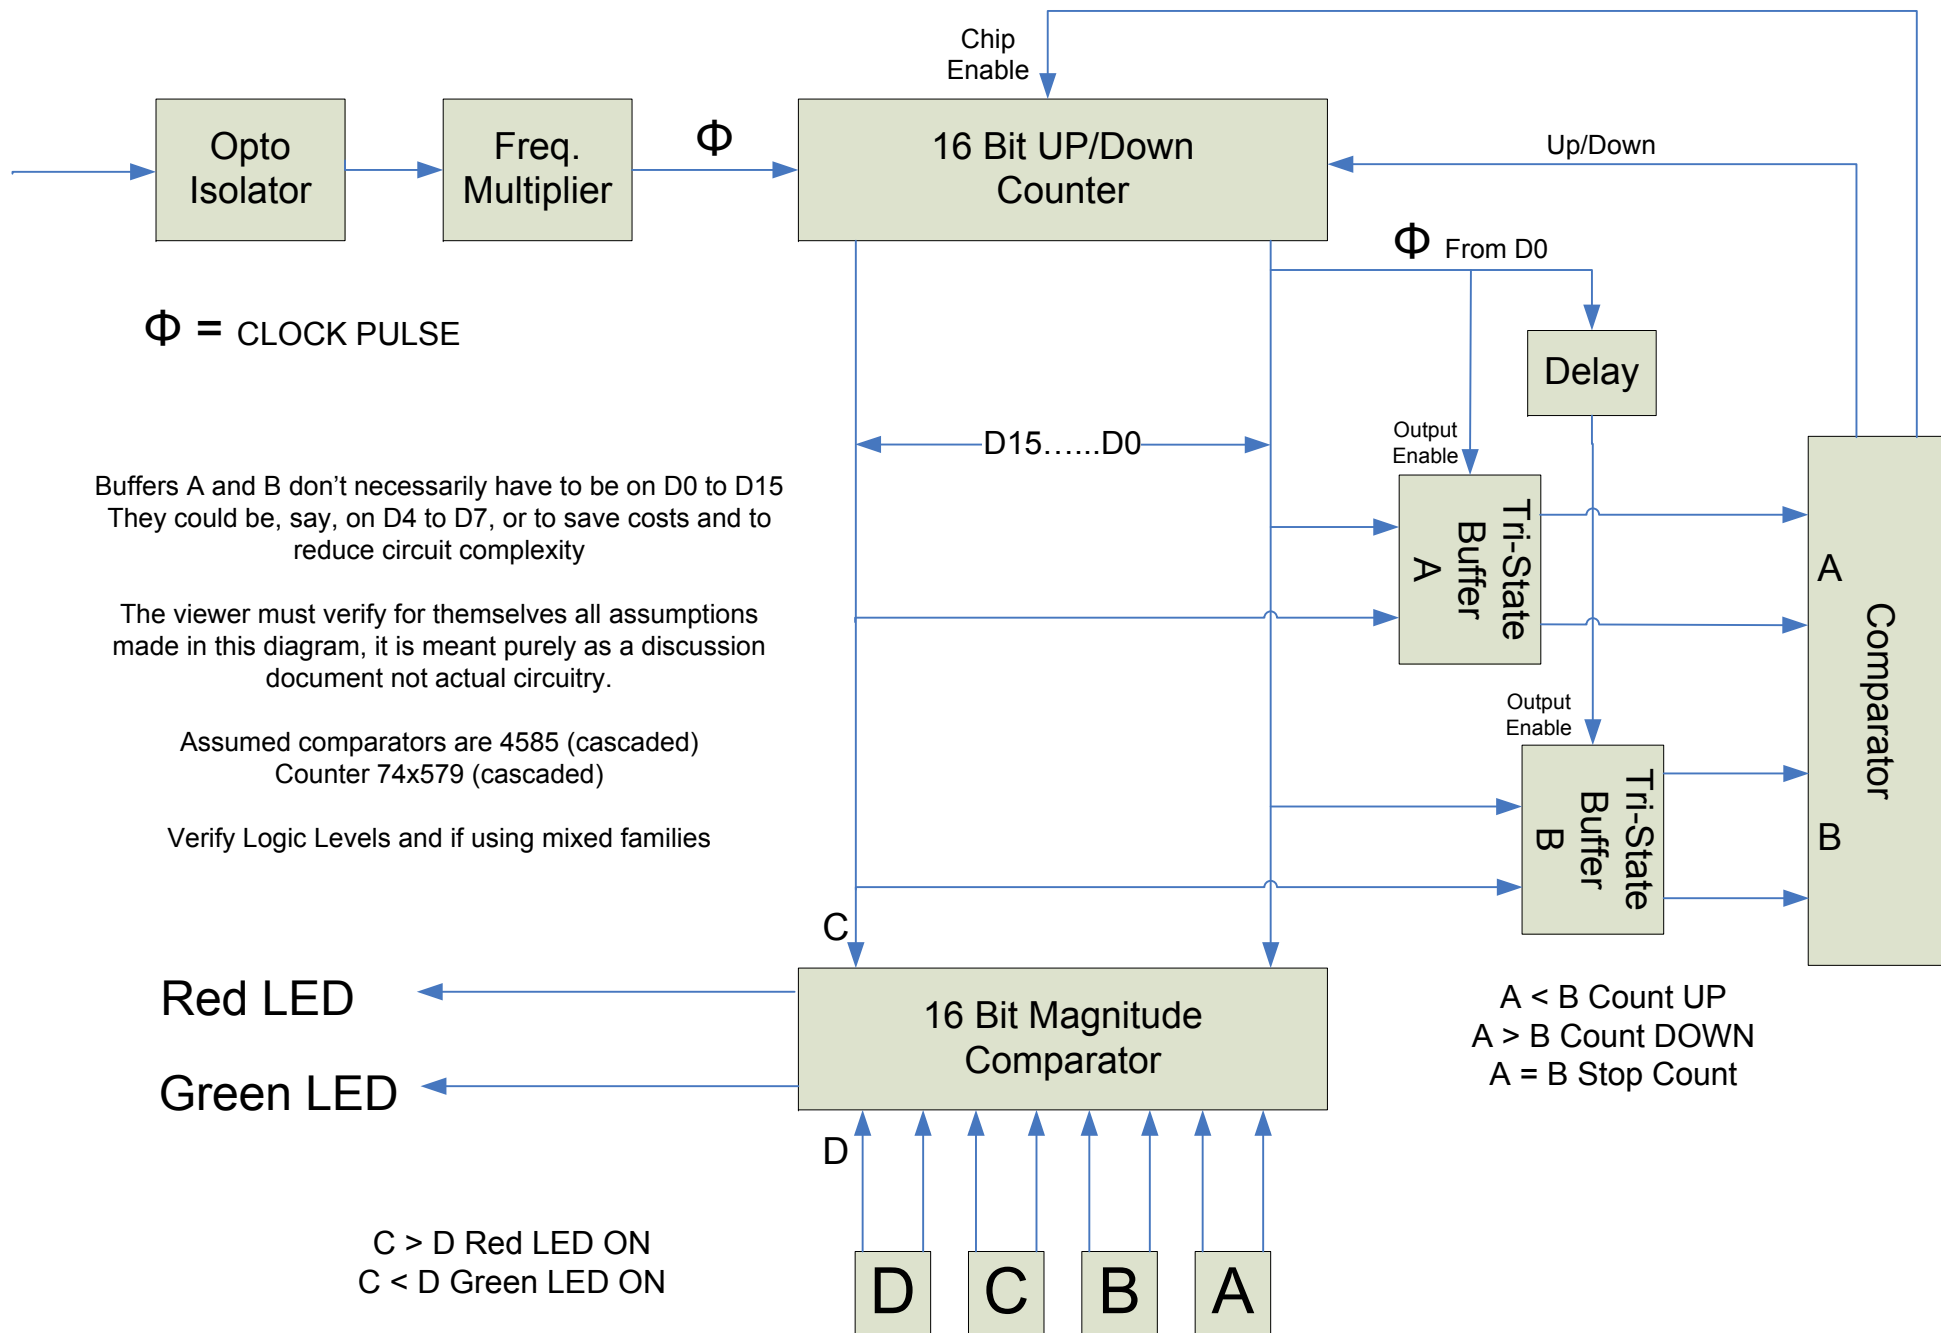 Chip
Enable
Opto
Isolator
Freq.
Multiplier
Φ
16 Bit UP/Down
Counter
Up/Down
Φ From D0
Φ = CLOCK PULSE
Delay
D15…...D0
Output
Enable
Buffers A and B don’t necessarily have to be on D0 to D15
They could be, say, on D4 to D7, or to save costs and to
reduce circuit complexity
The viewer must verify for themselves all assumptions
made in this diagram, it is meant purely as a discussion
document not actual circuitry.
Assumed comparators are 4585 (cascaded)
Counter 74x579 (cascaded)
Verify Logic Levels and if using mixed families
Tri-State
Buffer
A
A
Comparator
B
Output
Enable
Tri-State
Buffer
B
C
Red LED
Green LED
16 Bit Magnitude
Comparator
A < B Count UP
A > B Count DOWN
A = B Stop Count
D
C > D Red LED ON
C < D Green LED ON
D
C
B
A